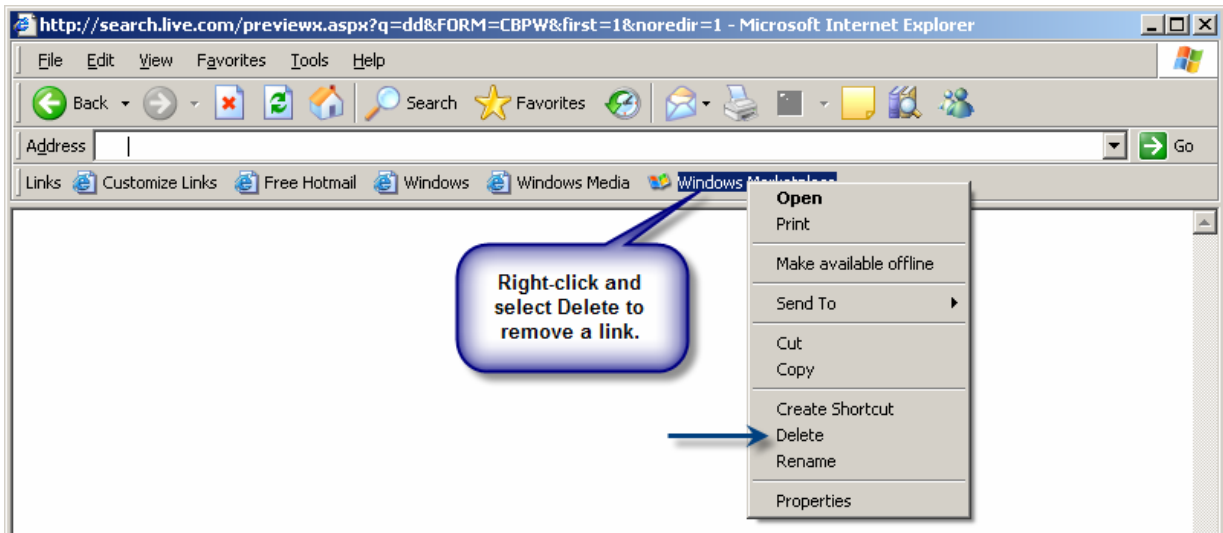 http://search.live.com/previewx.aspx?q=dd&FORM=CBPW&first=1&noredir=1 - Microsoft Internet Explorer
File Edit View Favorites Tools Help
Back Search Favorites
Address Go
Links Customize Links Free Hotmail Windows Windows Media Windows Marketplace
Open
Print
Make available offline
Send To
Cut
Copy
Create Shortcut
Delete
Rename
Properties
Right-click and
select Delete to
remove a link.